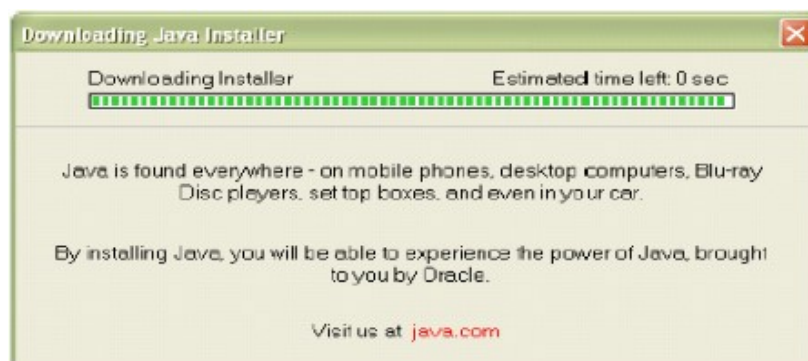 Downloading Java Installer
Downloading Installer
Estimated time left: 0 sec
Java is found everywhere - on mobile phones, desktop computers, Blu-ray
Disc players, set top boxes, and even in your car.
By installing Java, you will be able to experience the power of Java, brought
to you by Oracle.
Visit us at java.com